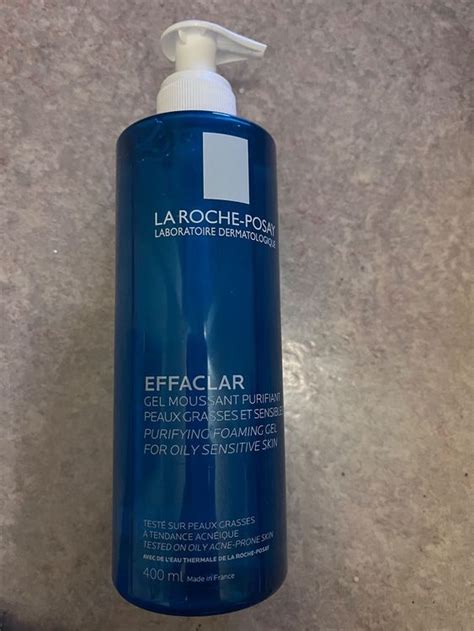 LA ROCHE-POSAY
LABORATOIRE DERMATOLOGIQUE
EFFACLAR
GEL MOUSSANT PURIFIANT
PEAUX GRASSES ET SENSIBLES
PURIFYING FOAMING GEL
FOR OILY SENSITIVE SKIN
TESTÉ SUR PEAUX GRASSES
À TENDANCE ACNÉIQUE
TESTED ON OILY ACNE-PRONE SKIN
AVEC DE L'EAU THERMALE DE LA ROCHE-POSAY
400 ml Made in France